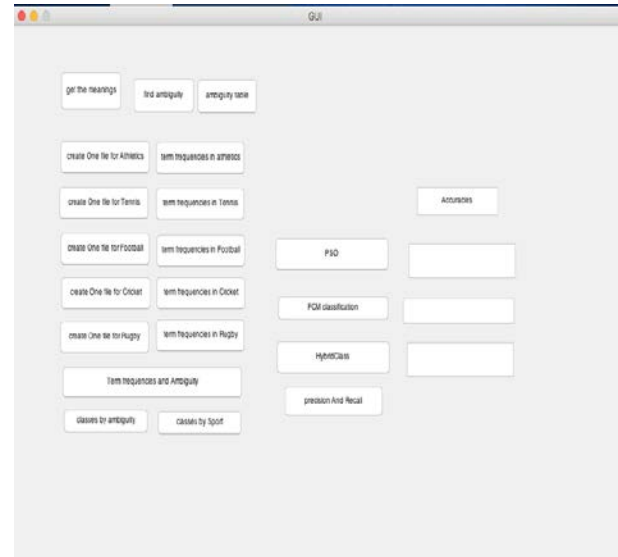 GUI
get the meanings
find ambiguity
ambiguity table
create One file for Athletics
term frequencies in athletics
create One file for Tennis
term frequencies in Tennis
Accuracies
create One file for Football
term frequencies in Football
PSO
create One file for Cricket
term frequencies in Cricket
FCM classification
create One file for Rugby
term frequencies in Rugby
HybridClass
Term frequencies and Ambiguity
precision And Recall
classes by ambiguity
classes by Sport